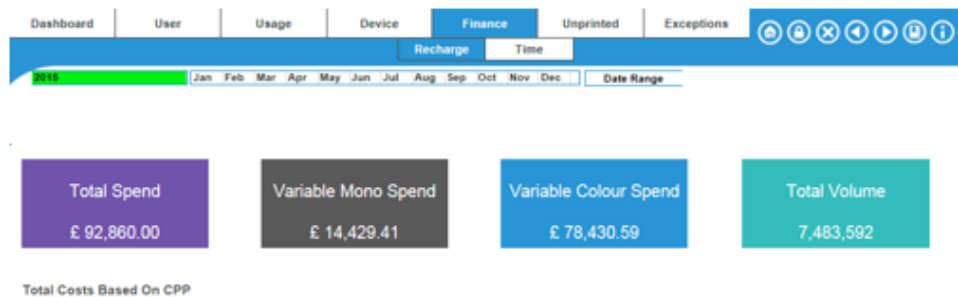 Dashboard User Usage Device Finance Unprinted Exceptions
Recharge Time
2015 Jan Feb Mar Apr May Jun Jul Aug Sep Oct Nov Dec Date Range
Total Spend Variable Mono Spend Variable Colour Spend Total Volume
£ 92,860.00 £ 14,429.41 £ 78,430.59 7,483,592
Total Costs Based On CPP